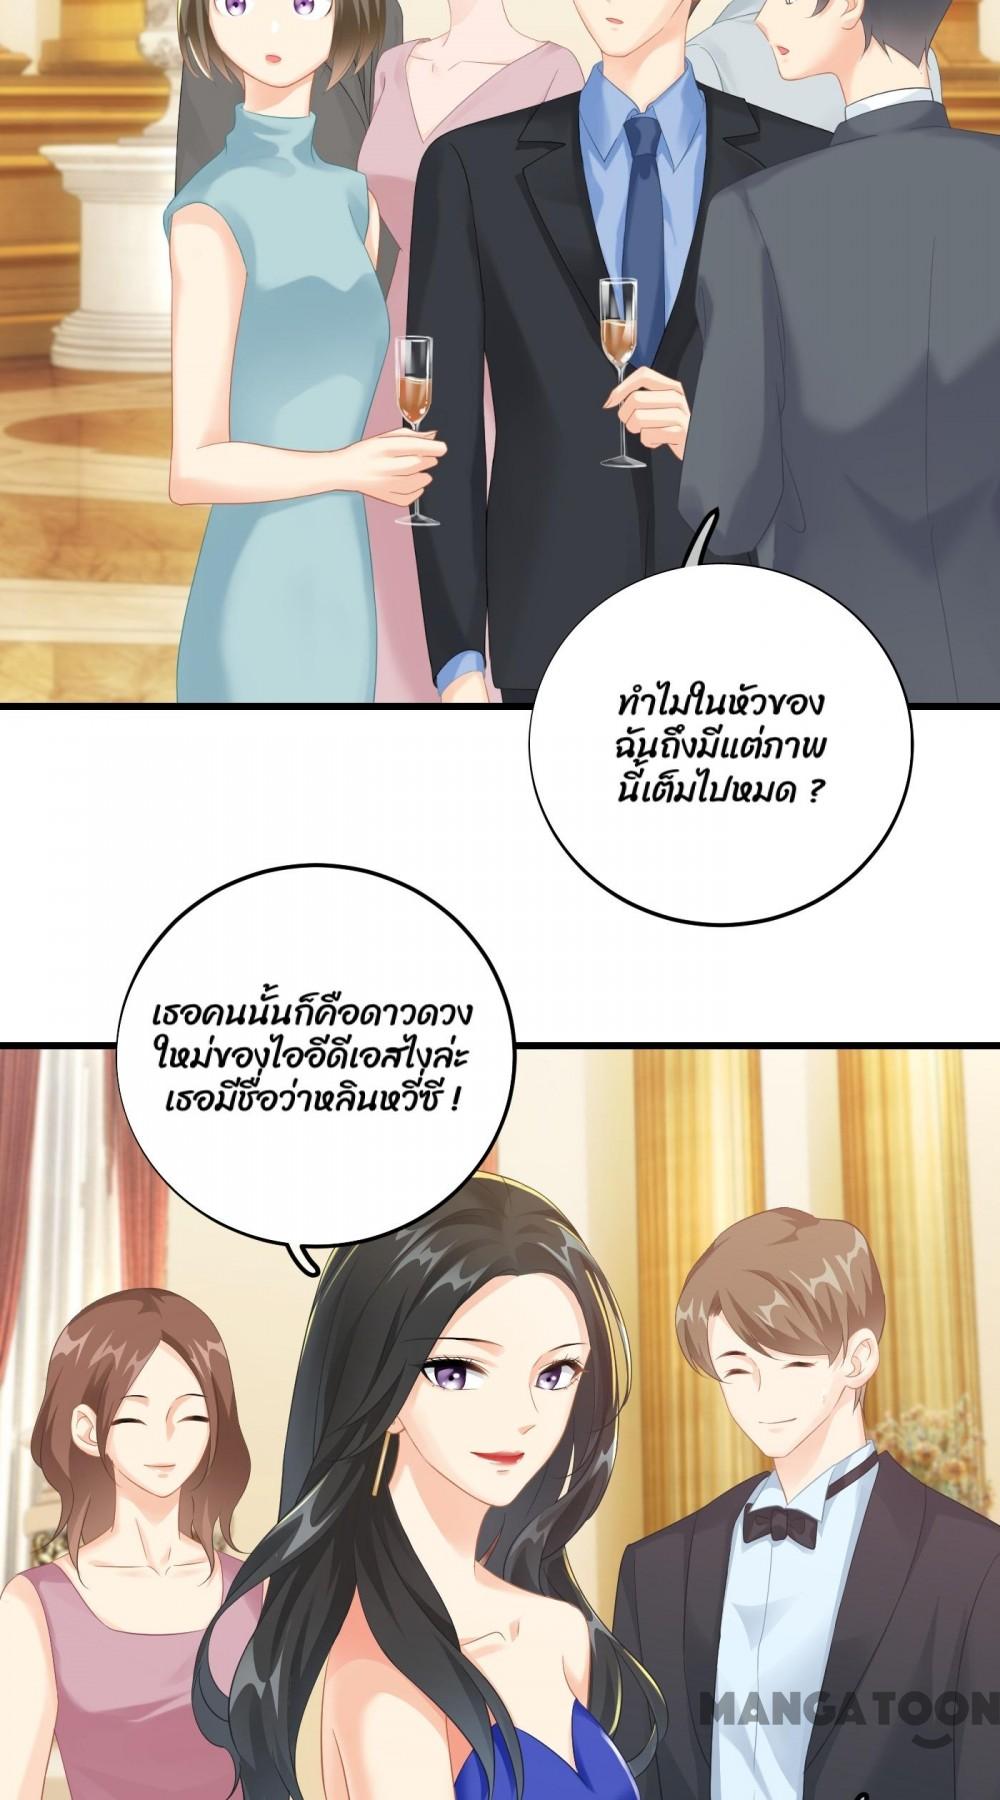 ทำไมในหัวของ
ฉันถึงมีแต่ภาพ
นี้เต็มไปหมด ?
เธอคนนั้นก็คือดาวดวง
ใหม่ของไออีดีเอสไงล่ะ
เธอมีชื่อว่าหลินหวี่ซี !
MANGATOON